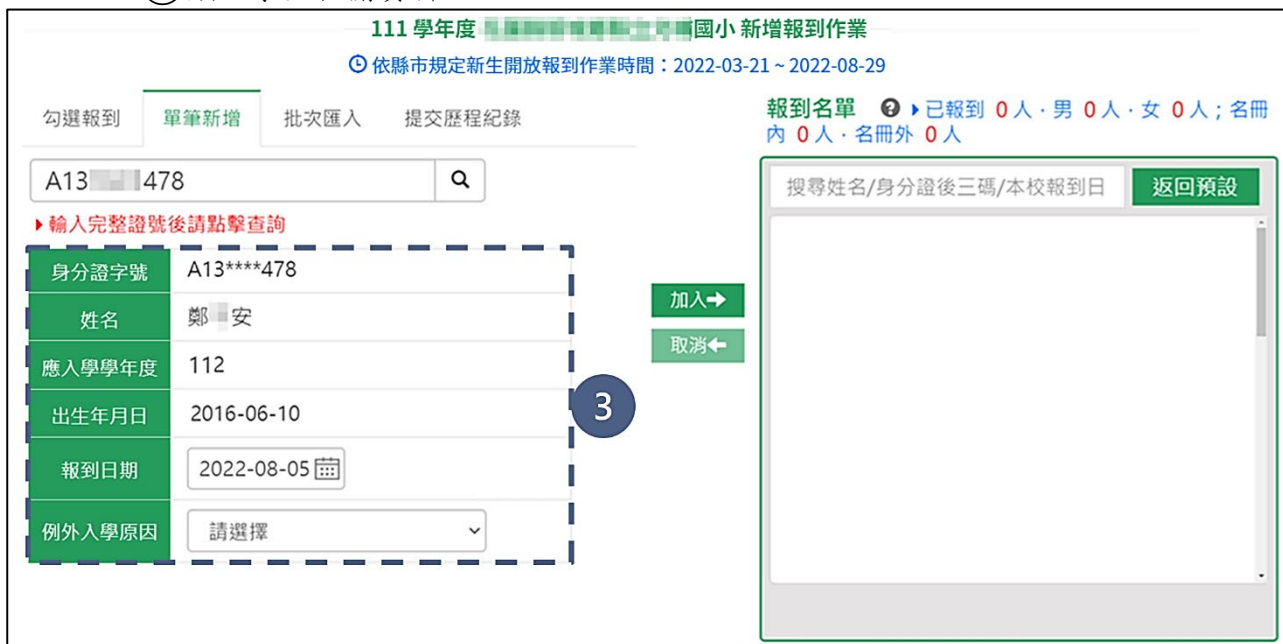 111 學年度 國小 新增報到作業
依縣市規定新生開放報到作業時間：2022-03-21 ~ 2022-08-29
勾選報到 單筆新增 批次匯入 提交歷程紀錄
A13 478
輸入完整證號後請點擊查詢
身分證字號 A13****478
姓名 鄭 安
應入學學年度 112
出生年月日 2016-06-10
報到日期 2022-08-05
例外入學原因 請選擇
3
加入
取消
報到名單 已報到 0 人 · 男 0 人 · 女 0 人 ; 名冊
內 0 人 · 名冊外 0 人
搜尋姓名/身分證後三碼/本校報到日 返回預設